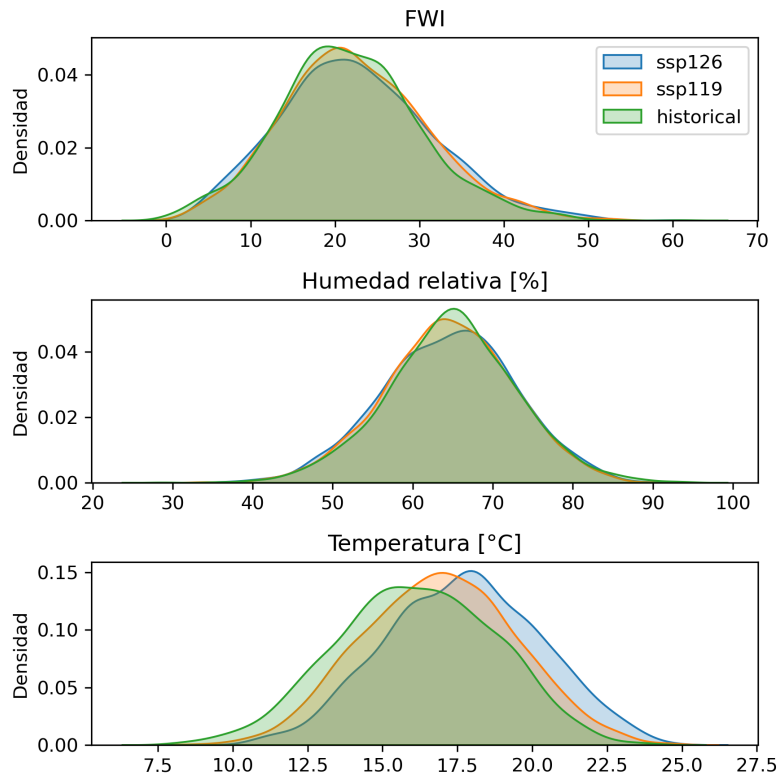 FWI
Densidad
0.04
0.02
0.00
ssp126
ssp119
historical
0 10 20 30 40 50 60 70
Humedad relativa [%]
Densidad
0.04
0.02
0.00
20 30 40 50 60 70 80 90 100
Temperatura [°C]
Densidad
0.15
0.10
0.05
0.00
7.5 10.0 12.5 15.0 17.5 20.0 22.5 25.0 27.5